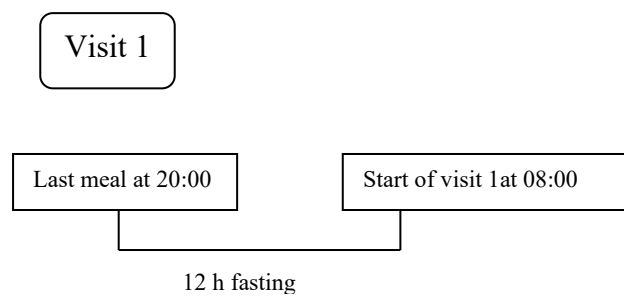 Visit 1
Last meal at 20:00
Start of visit 1at 08:00
12 h fasting